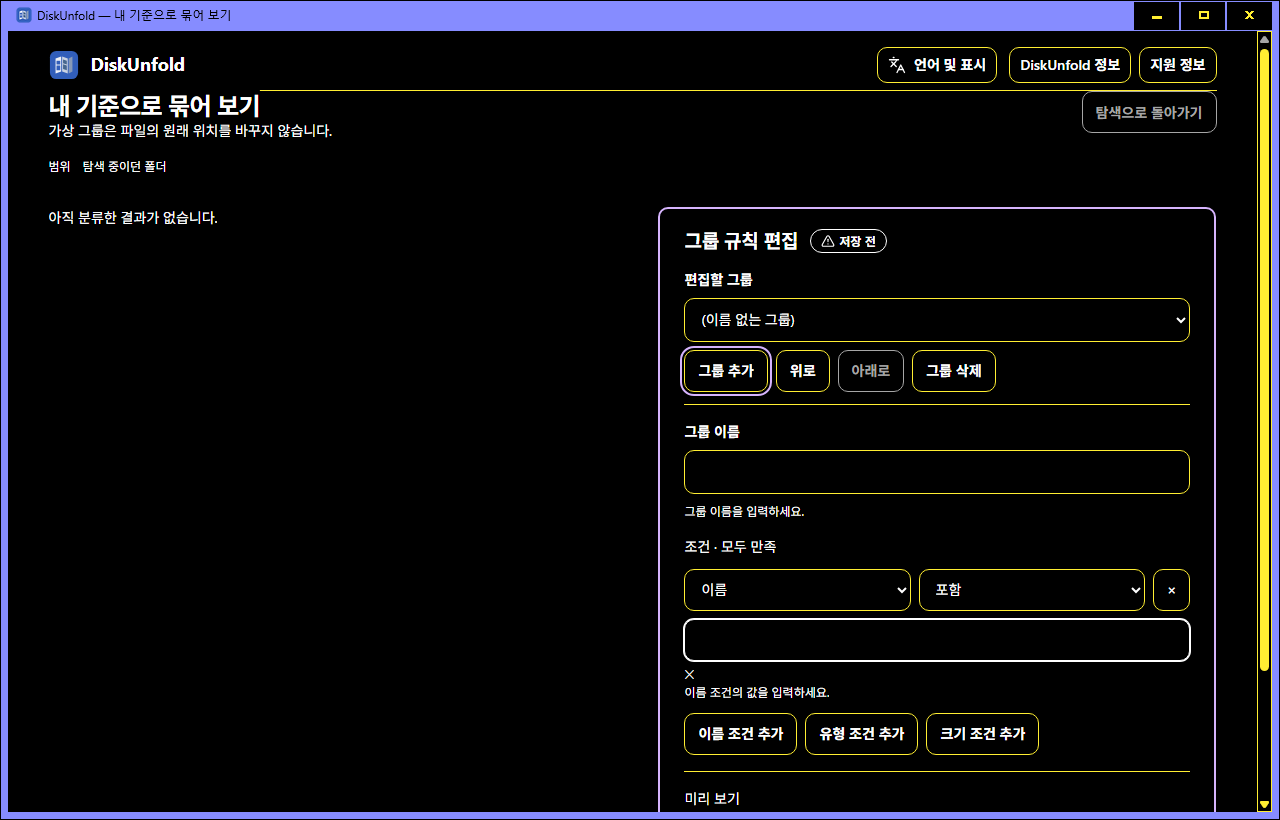 DiskUnfold — 내 기준으로 묶어 보기
DiskUnfold
언어 및 표시
DiskUnfold 정보
지원 정보
내 기준으로 묶어 보기
탐색으로 돌아가기
가상 그룹은 파일의 원래 위치를 바꾸지 않습니다.
범위 탐색 중이던 폴더
아직 분류한 결과가 없습니다.
그룹 규칙 편집
저장 전
편집할 그룹
(이름 없는 그룹)
그룹 추가
위로
아래로
그룹 삭제
그룹 이름
그룹 이름을 입력하세요.
조건 · 모두 만족
이름
포함
×
이름 조건의 값을 입력하세요.
이름 조건 추가
유형 조건 추가
크기 조건 추가
미리 보기